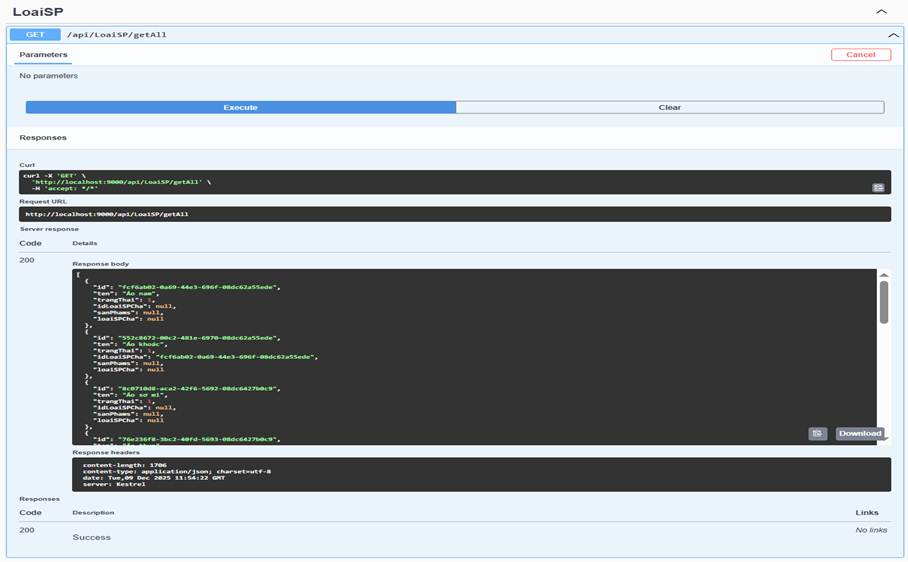 LoaiSP
GET /api/LoaiSP/getAll
Parameters Cancel
No parameters
Execute Clear
Responses
Curl
curl -X 'GET' \
'http://localhost:9000/api/LoaiSP/getAll' \
-H 'accept: */*'
Request URL
http://localhost:9000/api/LoaiSP/getAll
Server response
Code Details
200
Response body
[
{
"id": "fcf6ab02-0a69-44e3-696f-08dc62a55ede",
"ten": "Áo nam",
"trangThai": 1,
"idLoaiSPCha": null,
"sanPhams": null,
"loaiSPCha": null
},
{
"id": "552c8672-00c2-481e-6970-08dc62a55ede",
"ten": "Áo khoác",
"trangThai": 1,
"idLoaiSPCha": "fcf6ab02-0a69-44e3-696f-08dc62a55ede",
"sanPhams": null,
"loaiSPCha": null
},
{
"id": "8c0710d8-aca2-42f6-5692-08dc6427b0c9",
"ten": "Áo sơ mi",
"trangThai": 1,
"idLoaiSPCha": null,
"sanPhams": null,
"loaiSPCha": null
},
{
"id": "76e236f8-3bc2-40fd-5693-08dc6427b0c9",
Download
Response headers
content-length: 1706
content-type: application/json; charset=utf-8
date: Tue,09 Dec 2025 11:54:22 GMT
server: Kestrel
Responses
Code Description Links
200 No links
Success